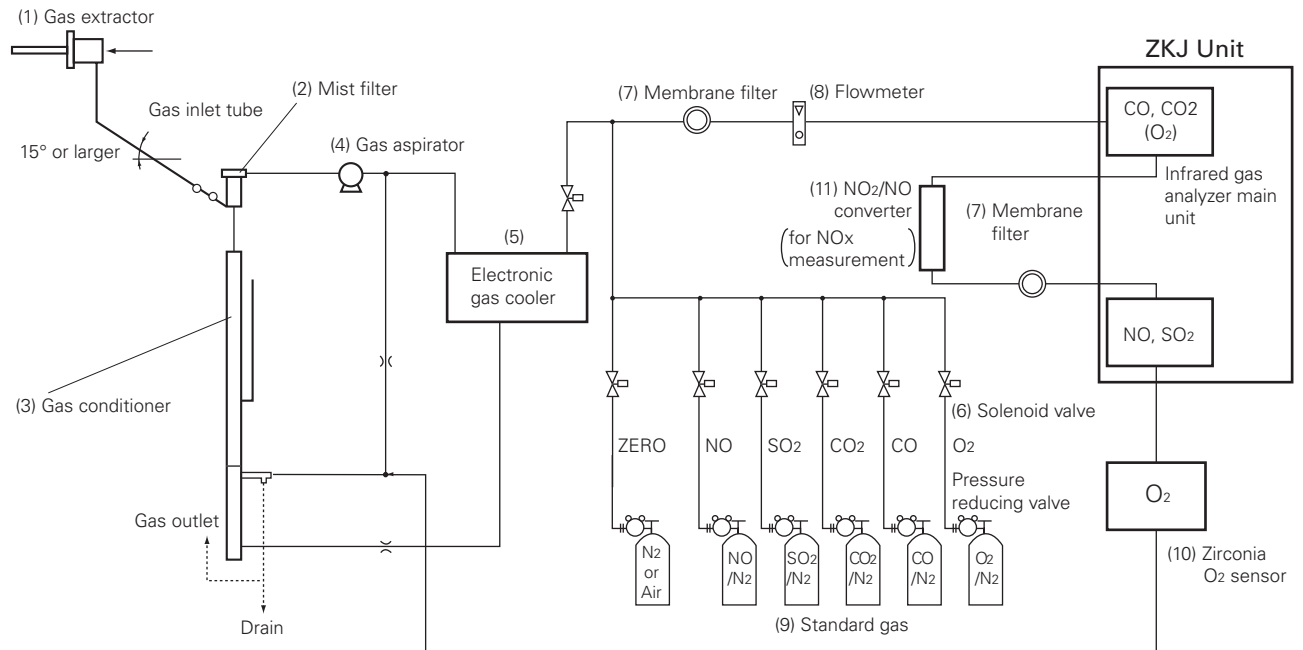 (1) Gas extractor
ZKJ Unit
Gas inlet tube
(2) Mist filter
15° or larger
(4) Gas aspirator
(7) Membrane filter
(8) Flowmeter
CO, CO2
(O₂)
Infrared gas
analyzer main
unit
(11) NO₂/NO
converter
(for NOx
measurement)
(7) Membrane
filter
(5)
Electronic
gas cooler
NO, SO₂
(3) Gas conditioner
(6) Solenoid valve
ZERO
NO
SO₂
CO₂
CO
O₂
Pressure
reducing valve
O₂
(10) Zirconia
O₂ sensor
Gas outlet
Drain
N₂
or
Air
NO
/N₂
SO₂
/N₂
CO₂
/N₂
CO
/N₂
O₂
/N₂
(9) Standard gas